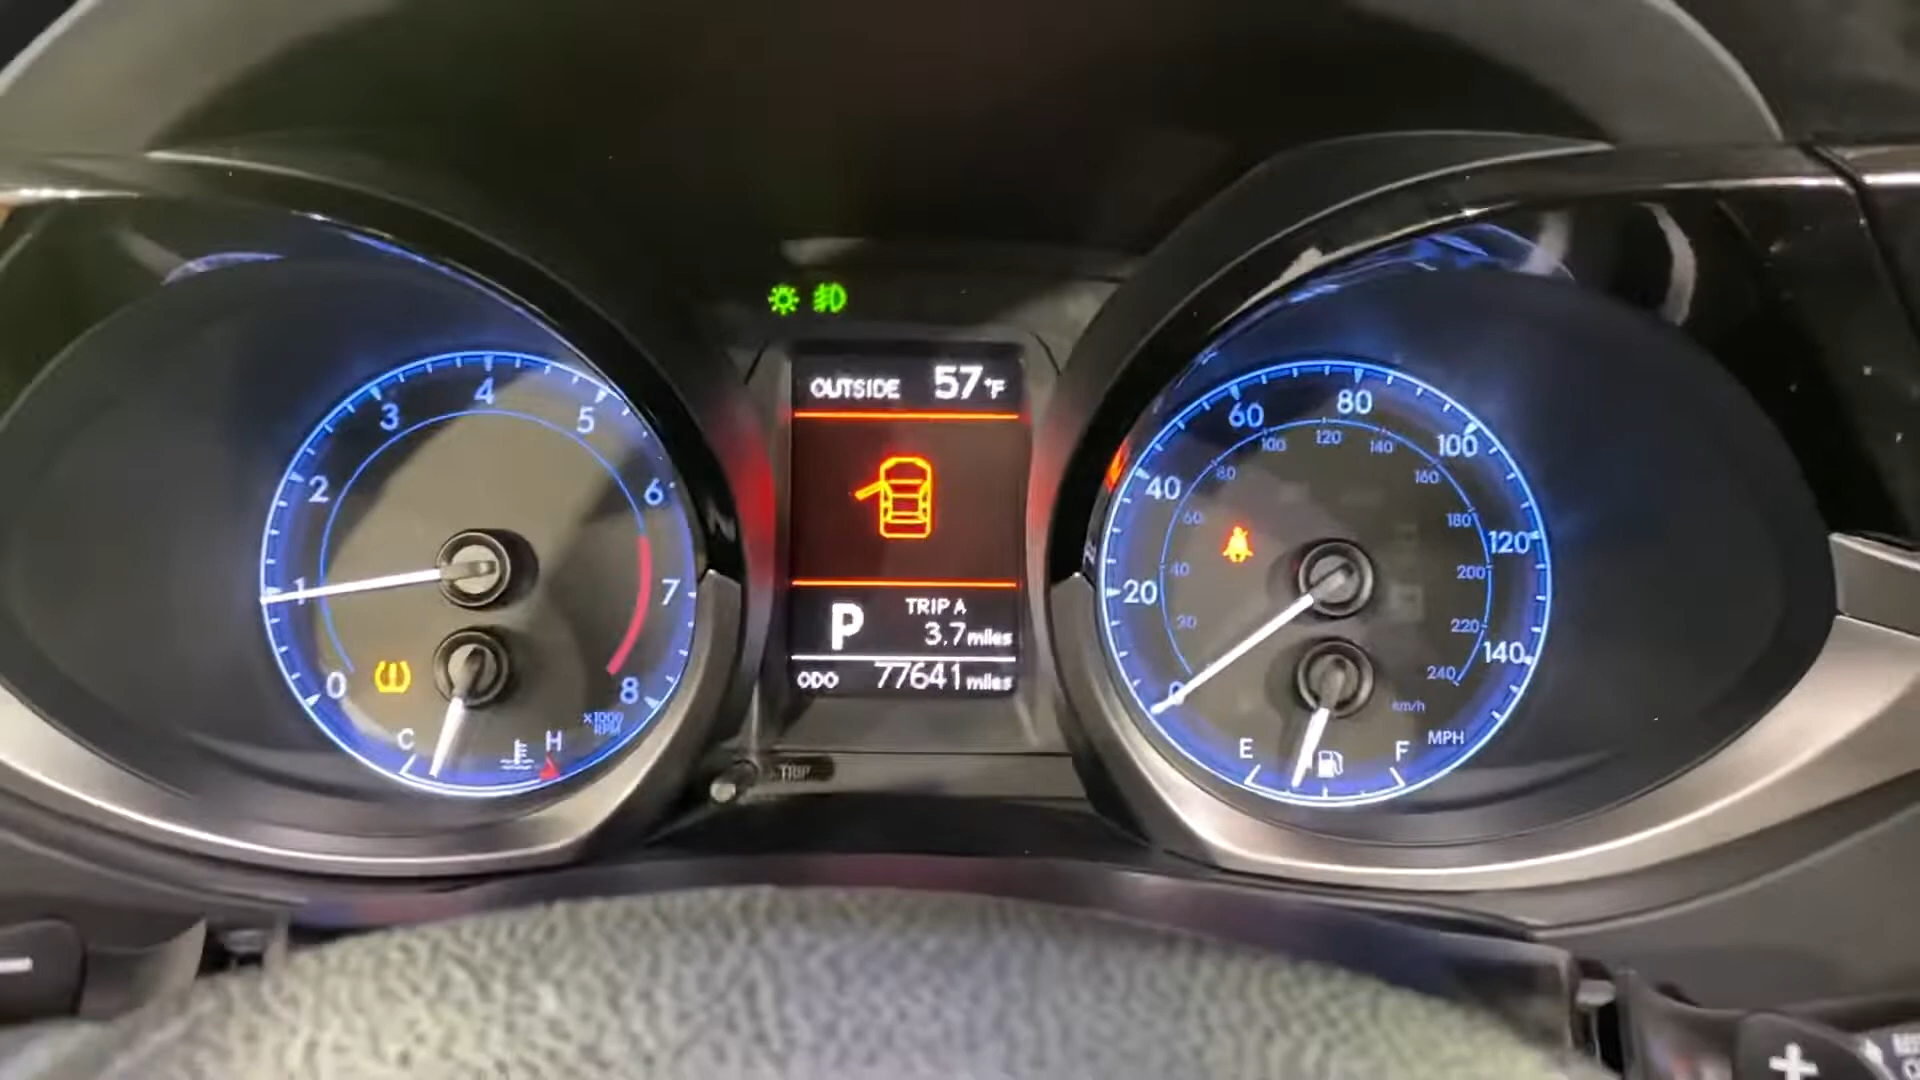 OUTSIDE 57°F
P
TRIP A
3.7 miles
ODO 77641 miles
TRIP
0 1 2 3 4 5 6 7 8
x1000
RPM
C H
0 20 40 60 80 100 120 140
20 40 60 80 100 120 140 160 180 200 220 240
km/h
MPH
E F